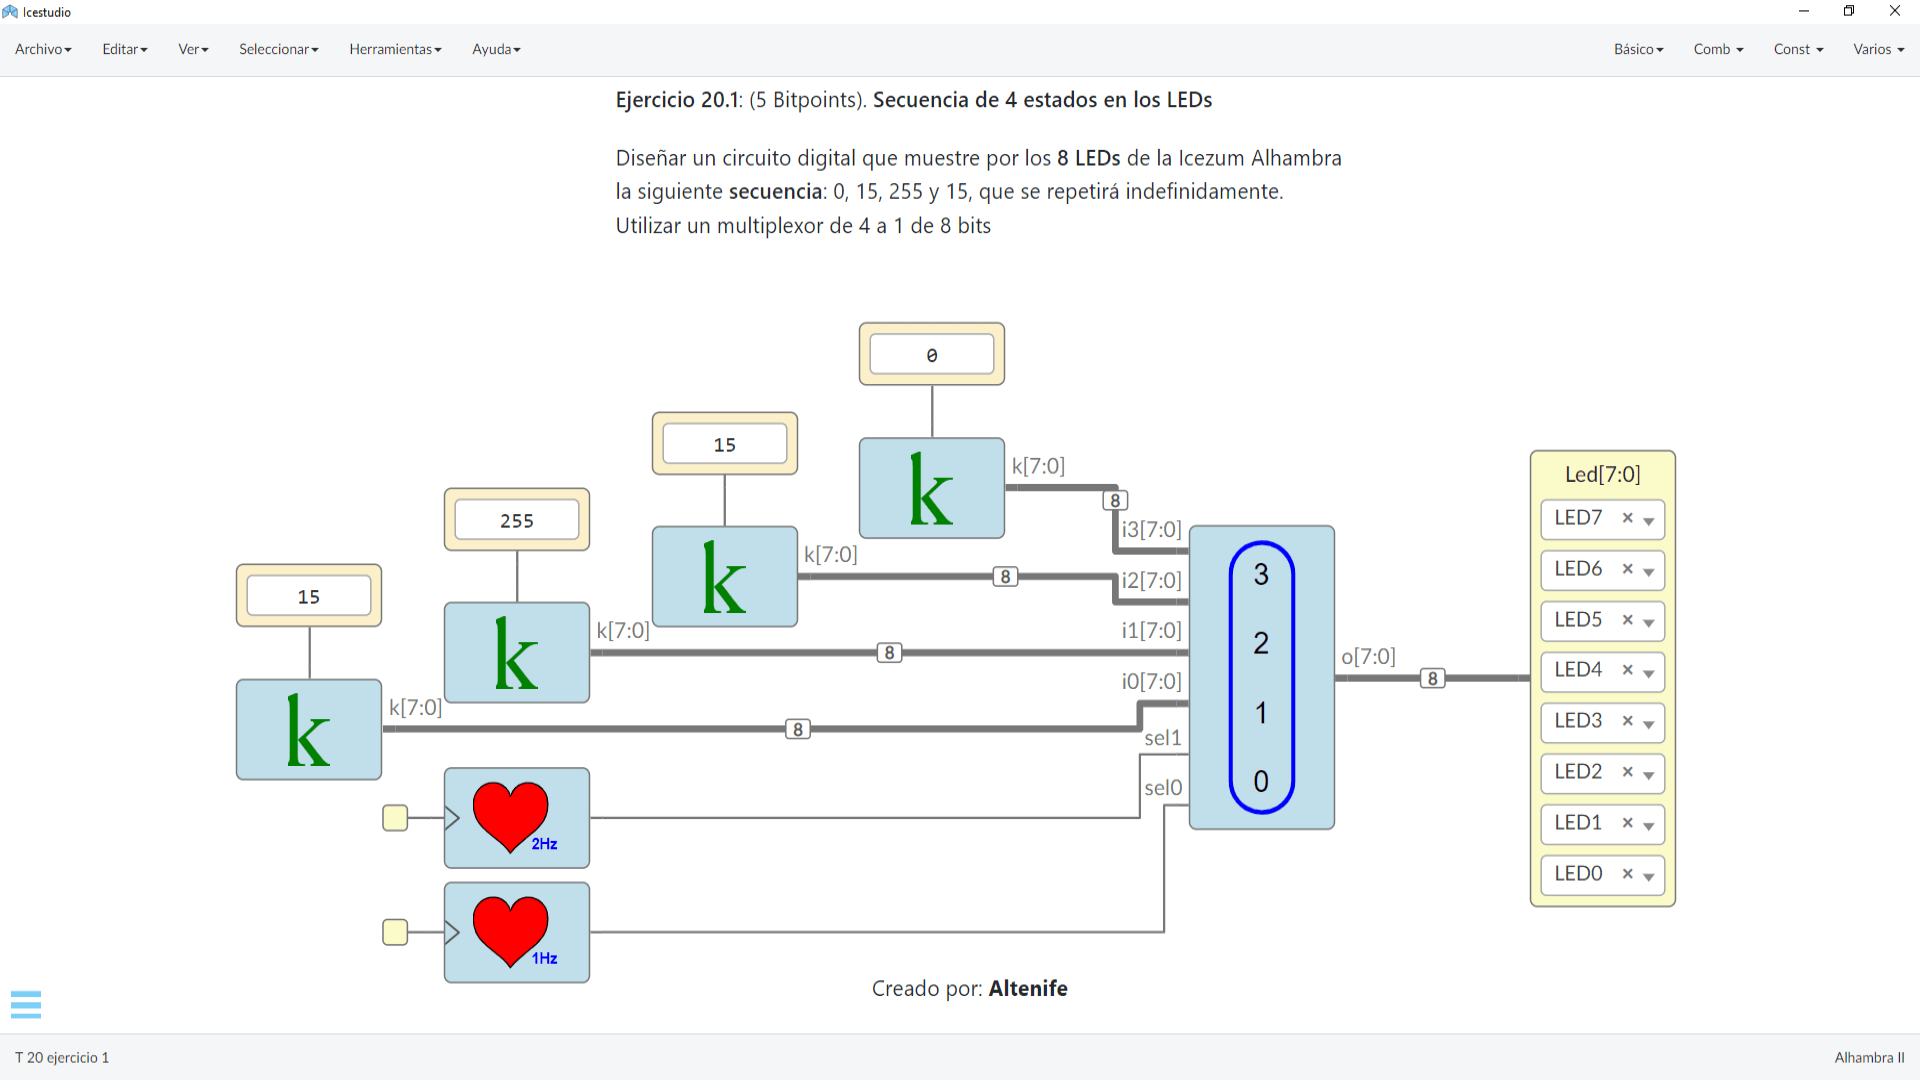 Icestudio
Archivo Editar Ver Seleccionar Herramientas Ayuda Básico Comb Const Varios
Ejercicio 20.1: (5 Bitpoints). Secuencia de 4 estados en los LEDs
Diseñar un circuito digital que muestre por los 8 LEDs de la Icezum Alhambra
la siguiente secuencia: 0, 15, 255 y 15, que se repetirá indefinidamente.
Utilizar un multiplexor de 4 a 1 de 8 bits
0
k
k[7:0]
8
15
k
k[7:0]
8
255
k
k[7:0]
8
15
k
k[7:0]
8
2Hz
1Hz
i3[7:0]
i2[7:0]
i1[7:0]
i0[7:0]
sel1
sel0
3
2
1
0
o[7:0]
8
Led[7:0]
LED7 ×
LED6 ×
LED5 ×
LED4 ×
LED3 ×
LED2 ×
LED1 ×
LED0 ×
Creado por: Altenife
T 20 ejercicio 1
Alhambra II